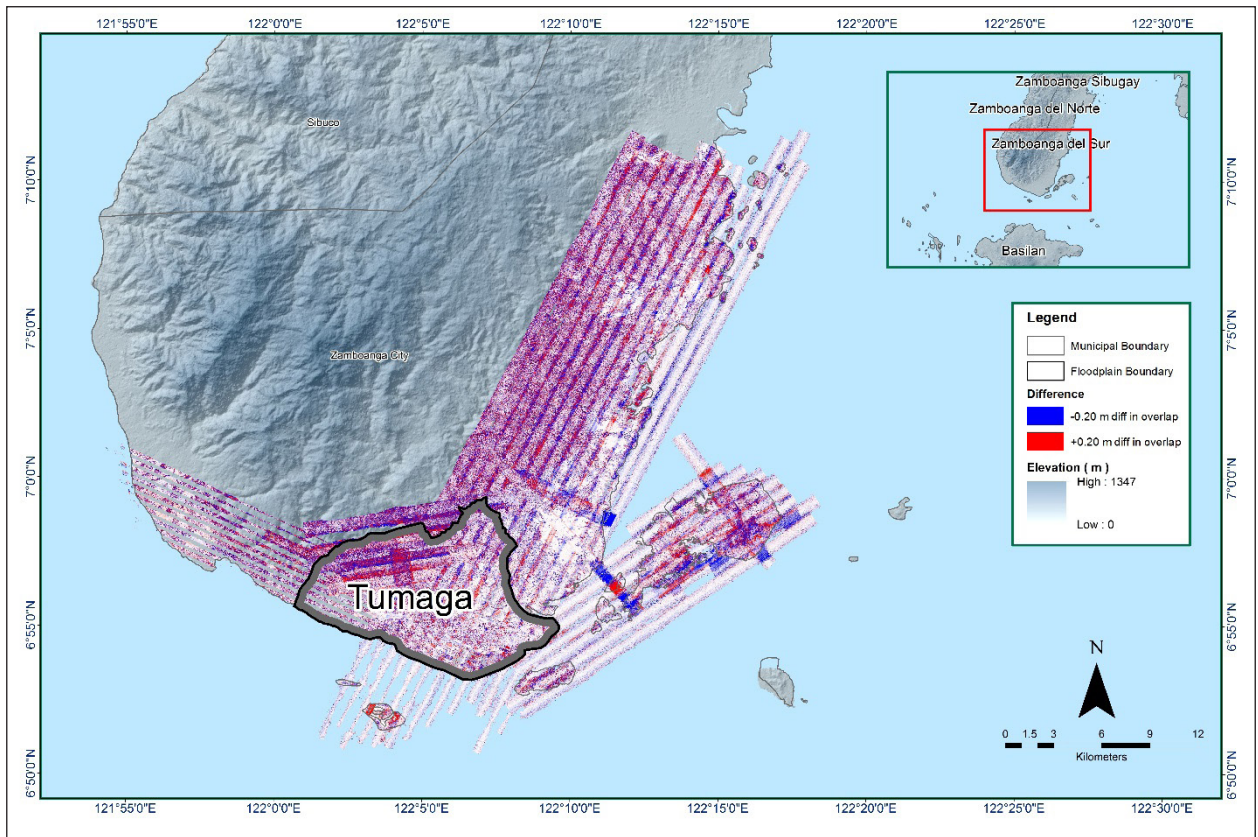 121°55'0"E 122°0'0"E 122°5'0"E 122°10'0"E 122°15'0"E 122°20'0"E 122°25'0"E 122°30'0"E
Zamboanga Sibugay
Zamboanga del Norte
Zamboanga del Sur
Basilan
Sibuco
Zamboanga City
Tumaga
7°10'0"N
7°5'0"N
7°0'0"N
6°55'0"N
6°50'0"N
7°10'0"N
7°5'0"N
7°0'0"N
6°55'0"N
6°50'0"N
Legend
Municipal Boundary
Floodplain Boundary
Difference
-0.20 m diff in overlap
+0.20 m diff in overlap
Elevation ( m )
High : 1347
Low : 0
N
0 1.5 3 6 9 12
Kilometers
121°55'0"E 122°0'0"E 122°5'0"E 122°10'0"E 122°15'0"E 122°20'0"E 122°25'0"E 122°30'0"E